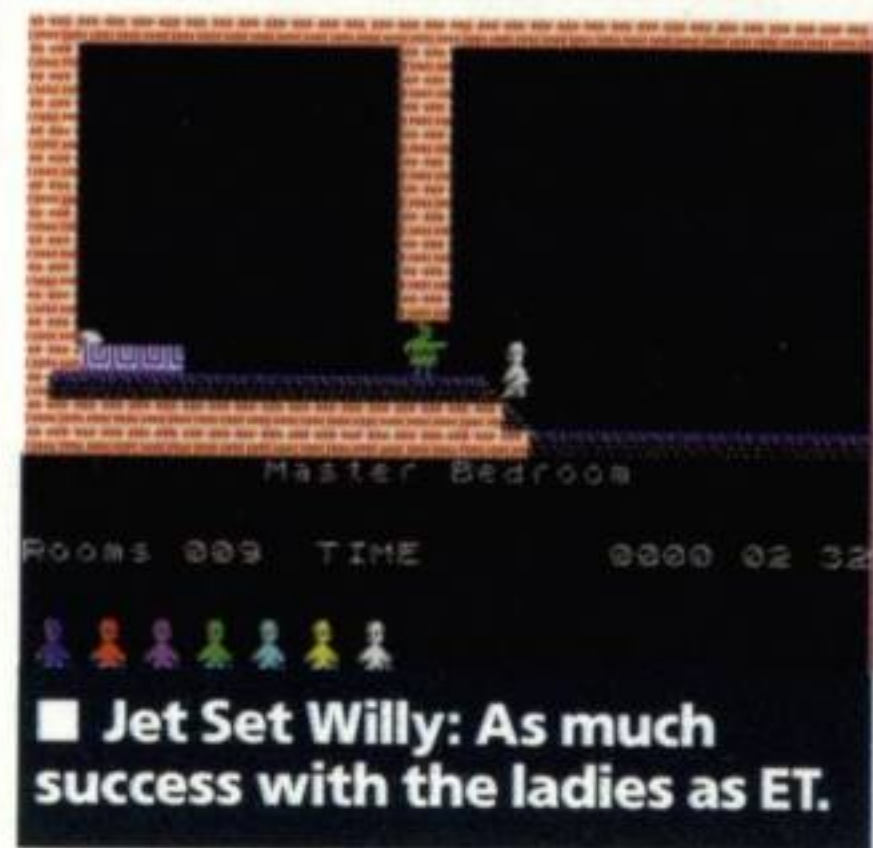 Master Bedroom
Rooms 009 TIME 0000 02 32
■ Jet Set Willy: As much
success with the ladies as ET.